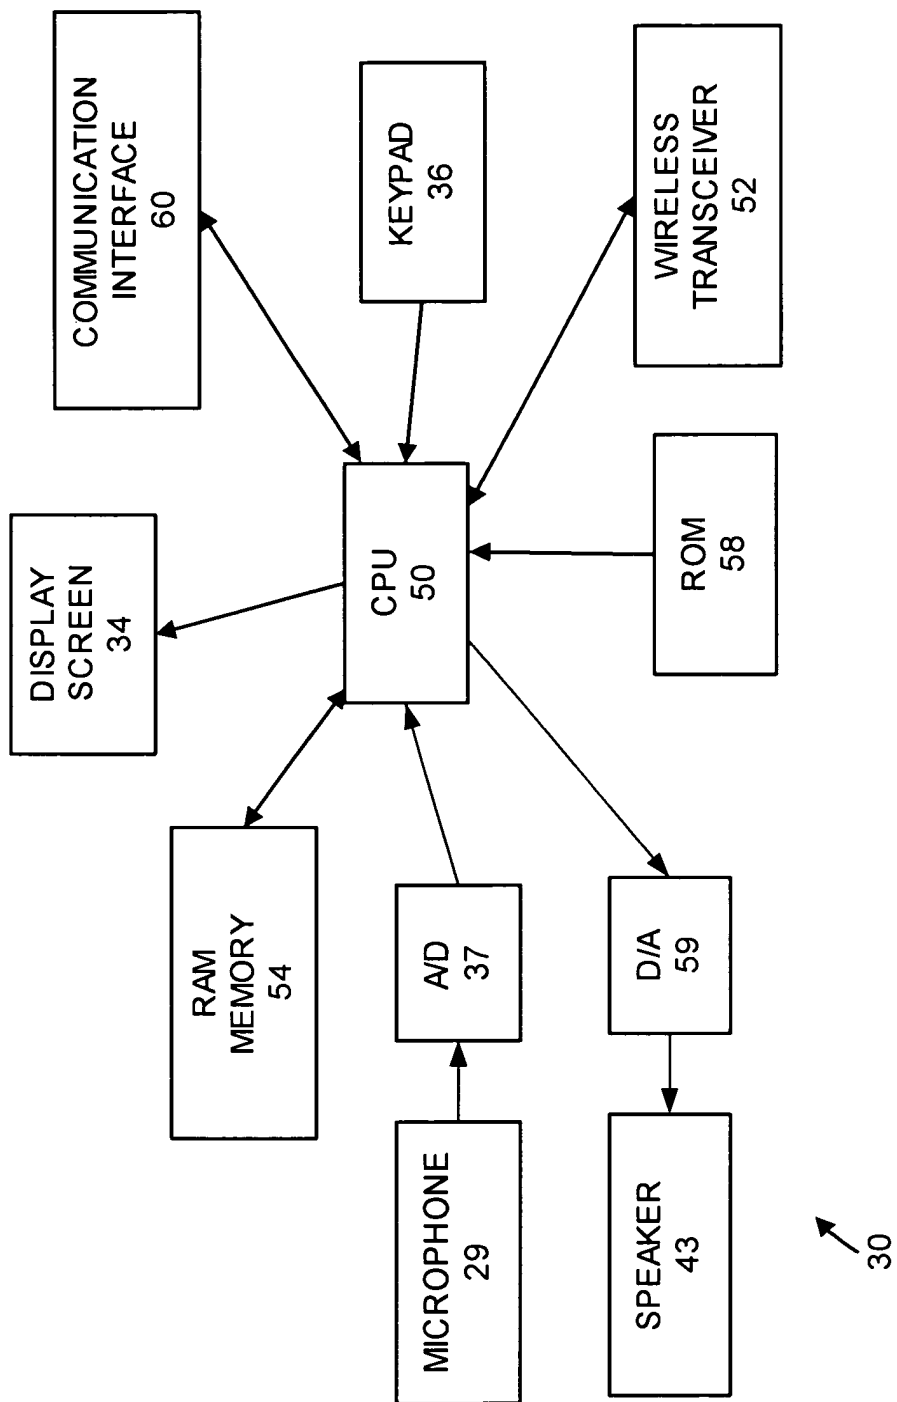 DISPLAY
SCREEN
34
COMMUNICATION
INTERFACE
60
RAM
MEMORY
54
KEYPAD
36
CPU
50
MICROPHONE
29
A/D
37
WIRELESS
TRANSCEIVER
52
ROM
58
SPEAKER
43
D/A
59
30